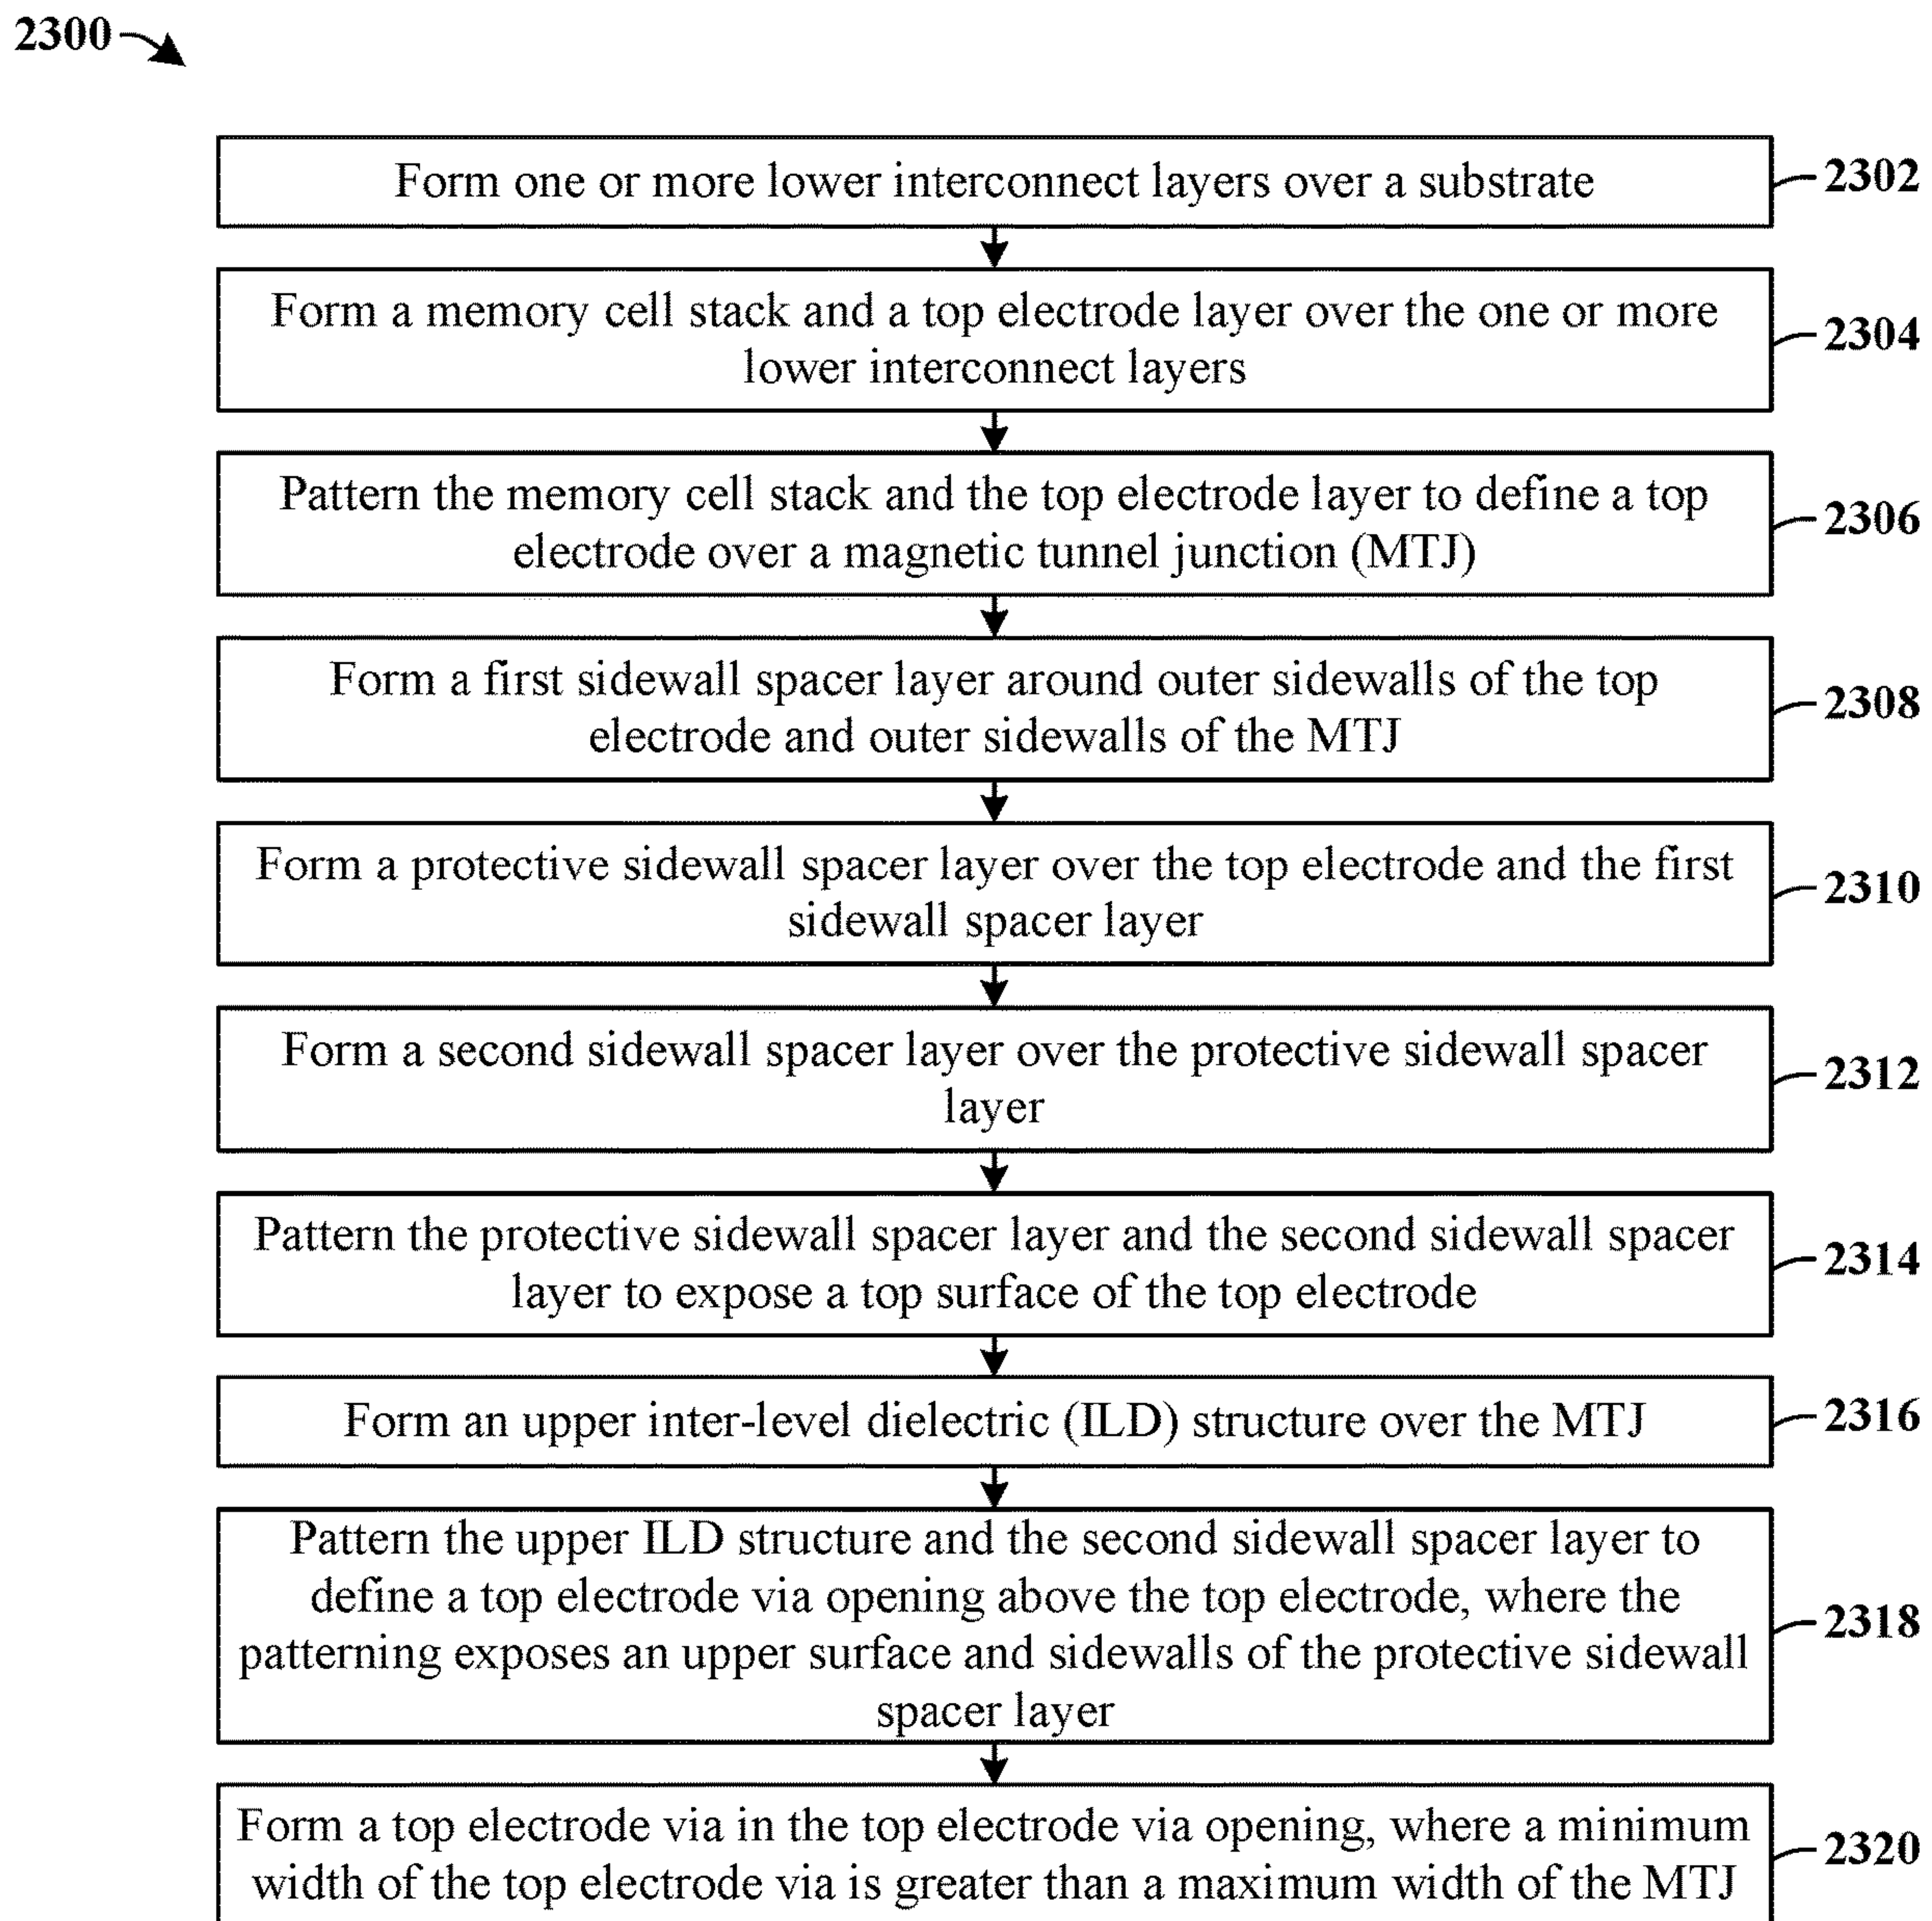 2300
Form one or more lower interconnect layers over a substrate
2302
Form a memory cell stack and a top electrode layer over the one or more
lower interconnect layers
2304
Pattern the memory cell stack and the top electrode layer to define a top
electrode over a magnetic tunnel junction (MTJ)
2306
Form a first sidewall spacer layer around outer sidewalls of the top
electrode and outer sidewalls of the MTJ
2308
Form a protective sidewall spacer layer over the top electrode and the first
sidewall spacer layer
2310
Form a second sidewall spacer layer over the protective sidewall spacer
layer
2312
Pattern the protective sidewall spacer layer and the second sidewall spacer
layer to expose a top surface of the top electrode
2314
Form an upper inter-level dielectric (ILD) structure over the MTJ
2316
Pattern the upper ILD structure and the second sidewall spacer layer to
define a top electrode via opening above the top electrode, where the
patterning exposes an upper surface and sidewalls of the protective sidewall
spacer layer
2318
Form a top electrode via in the top electrode via opening, where a minimum
width of the top electrode via is greater than a maximum width of the MTJ
2320